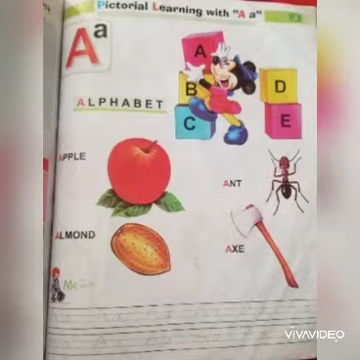 Pictorial Learning with "A a"
Aa
A
B
C
D
E
ALPHABET
APPLE
ANT
ALMOND
AXE
VIVAVIDEO